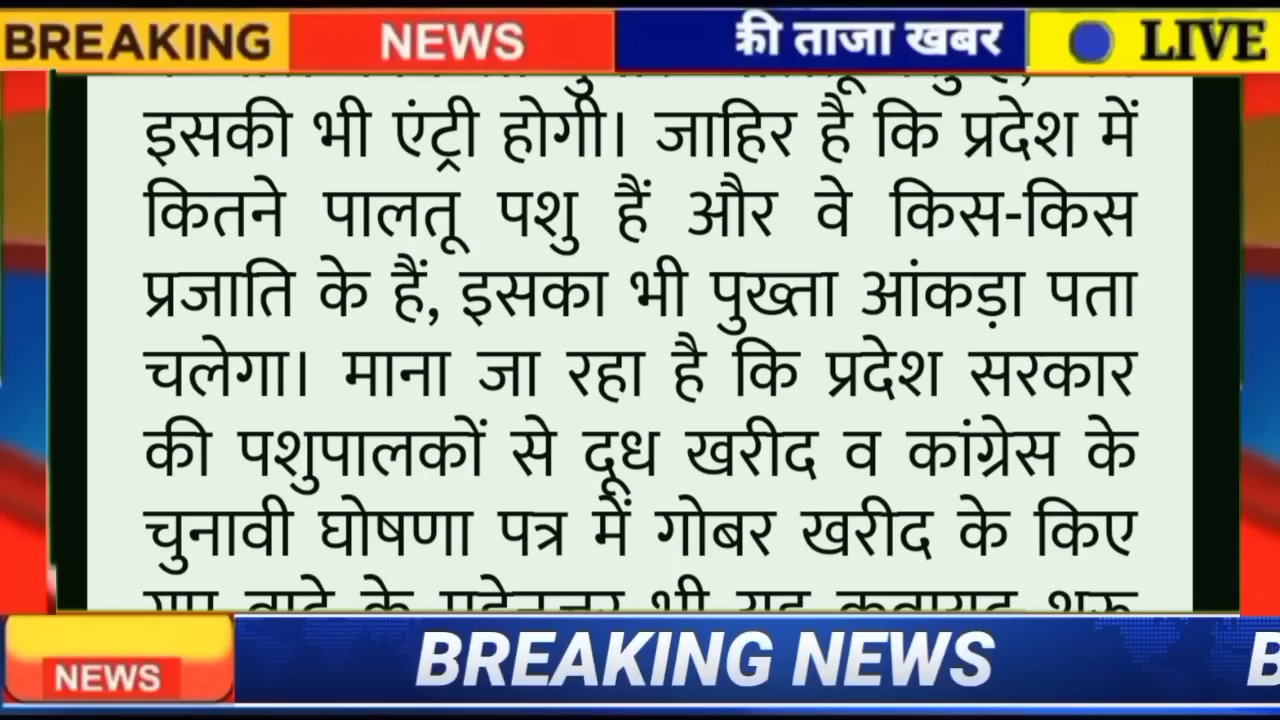 BREAKING NEWS की ताजा खबर LIVE
इसकी भी एंट्री होगी। जाहिर है कि प्रदेश में
कितने पालतू पशु हैं और वे किस-किस
प्रजाति के हैं, इसका भी पुख्ता आंकड़ा पता
चलेगा। माना जा रहा है कि प्रदेश सरकार
की पशुपालकों से दूध खरीद व कांग्रेस के
चुनावी घोषणा पत्र में गोबर खरीद के किए
NEWS BREAKING NEWS B